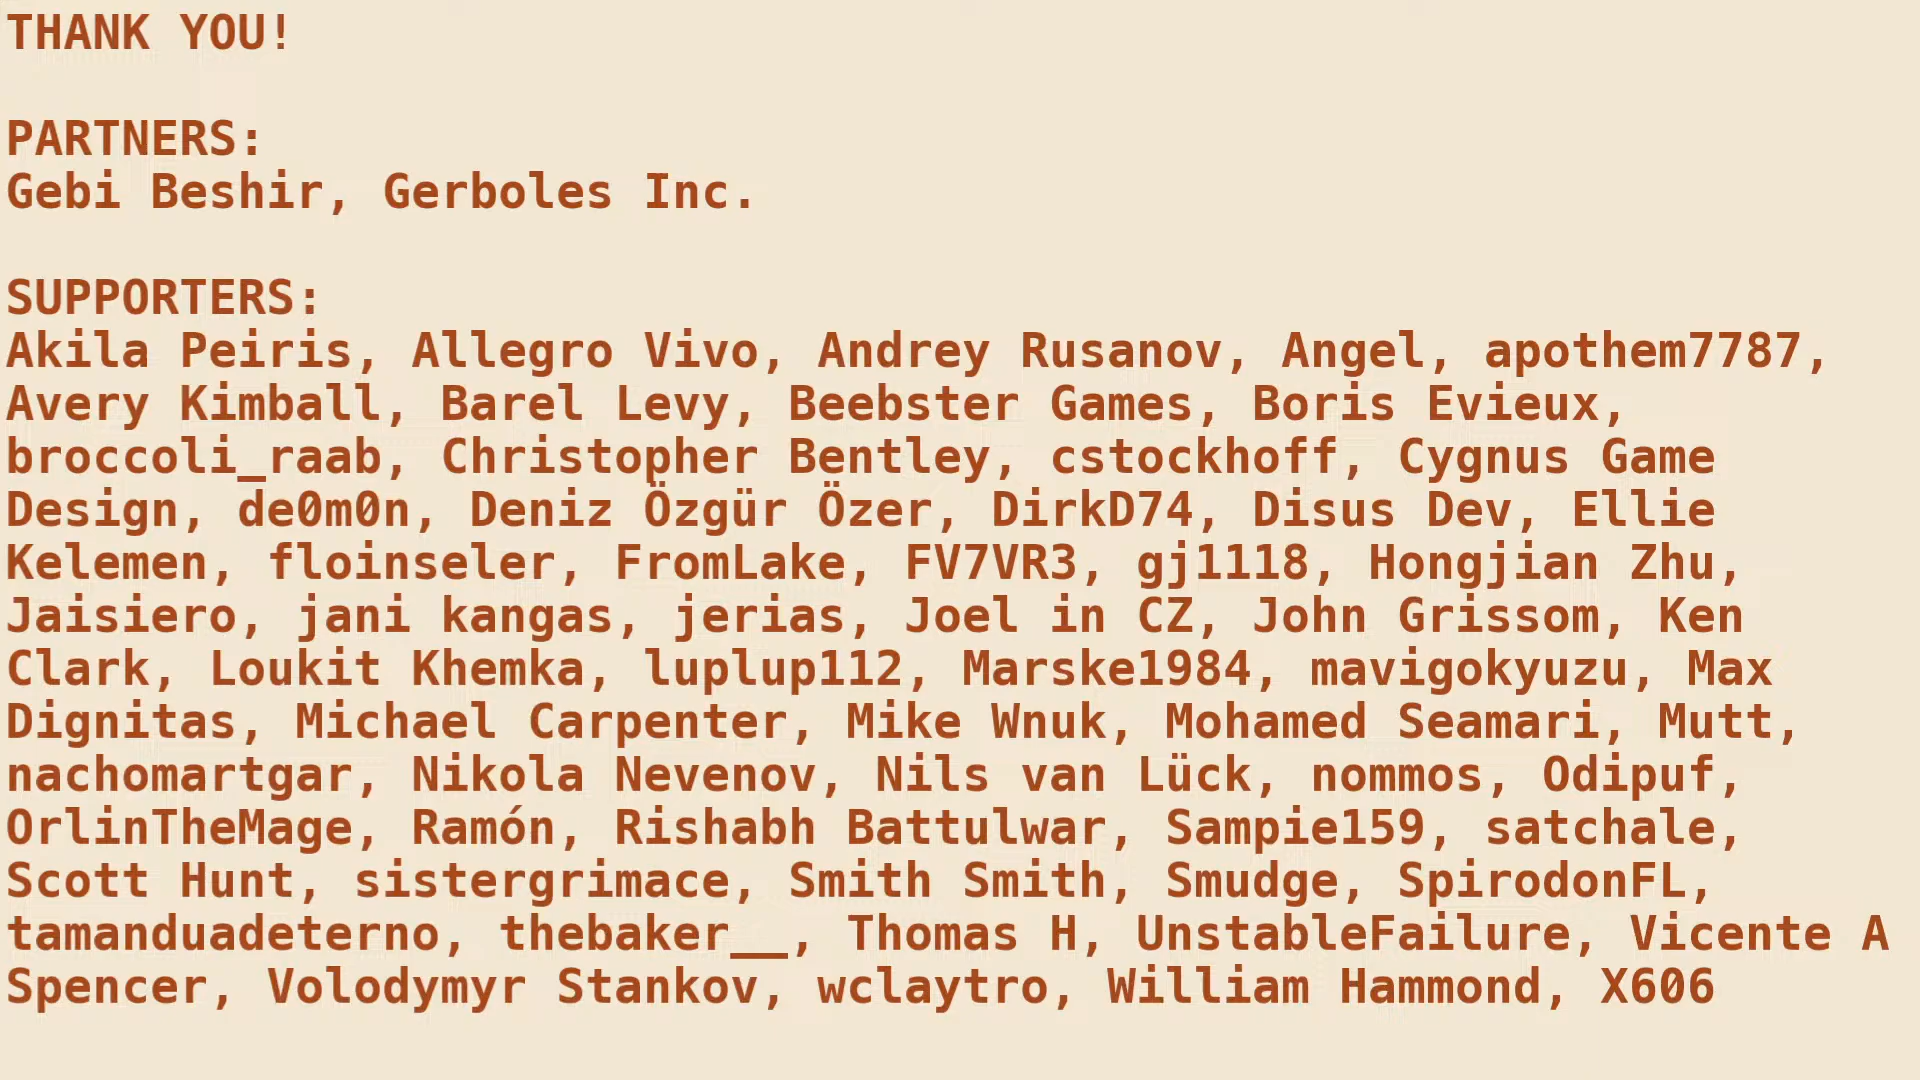 THANK YOU!
PARTNERS:
Gebi Beshir, Gerboles Inc.
SUPPORTERS:
Akila Peiris, Allegro Vivo, Andrey Rusanov, Angel, apothem7787,
Avery Kimball, Barel Levy, Beebster Games, Boris Evieux,
broccoli_raab, Christopher Bentley, cstockhoff, Cygnus Game
Design, de0m0n, Deniz Özgür Özer, DirkD74, Disus Dev, Ellie
Kelemen, floinseler, FromLake, FV7VR3, gj1118, Hongjian Zhu,
Jaisiero, jani kangas, jerias, Joel in CZ, John Grissom, Ken
Clark, Loukit Khemka, luplup112, Marske1984, mavigokyuzu, Max
Dignitas, Michael Carpenter, Mike Wnuk, Mohamed Seamari, Mutt,
nachomartgar, Nikola Nevenov, Nils van Lück, nommos, Odipuf,
OrlinTheMage, Ramón, Rishabh Battulwar, Sampie159, satchale,
Scott Hunt, sistergrimace, Smith Smith, Smudge, SpirodonFL,
tamanduadeterno, thebaker__, Thomas H, UnstableFailure, Vicente A
Spencer, Volodymyr Stankov, wclaytro, William Hammond, X606